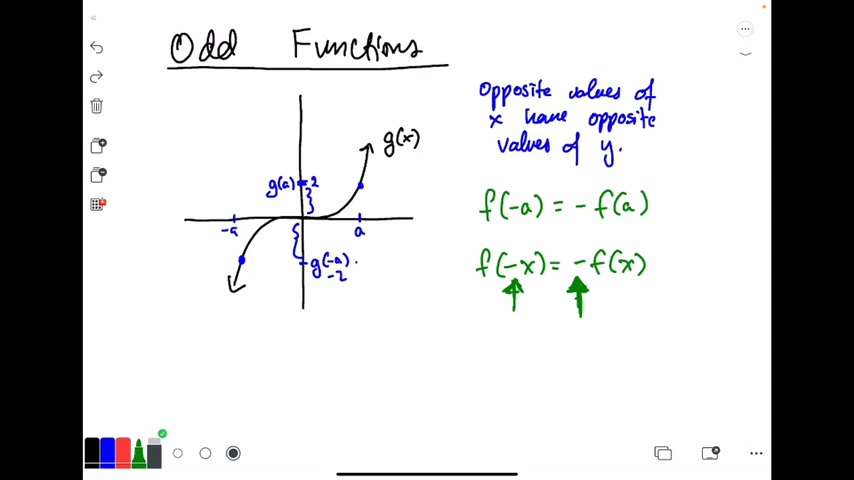 Odd Functions
Opposite values of
x have opposite
values of y.
g(x)
g(a) 2
-a
a
g(-a)
-2
f(-a) = -f(a)
f(-x) = -f(x)